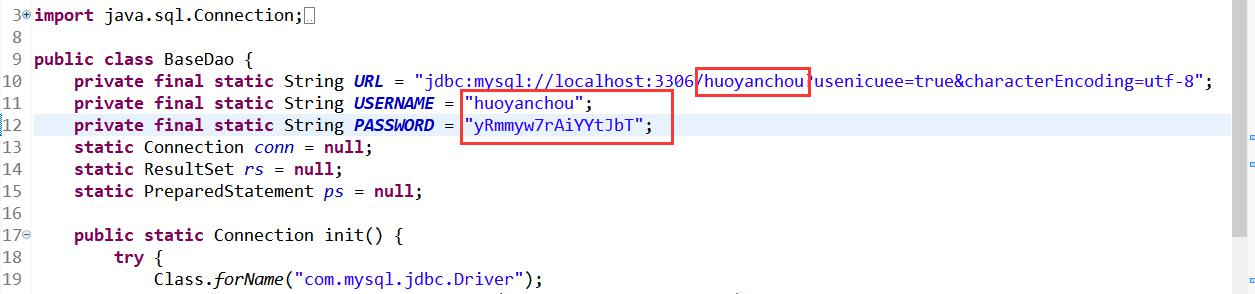 3 import java.sql.Connection;
8
9 public class BaseDao {
10     private final static String URL = "jdbc:mysql://localhost:3306/huoyanchou?usenicuee=true&characterEncoding=utf-8";
11     private final static String USERNAME = "huoyanchou";
12     private final static String PASSWORD = "yRmmyw7rAiYYtJbT";
13     static Connection conn = null;
14     static ResultSet rs = null;
15     static PreparedStatement ps = null;
16
17     public static Connection init() {
18         try {
19             Class.forName("com.mysql.jdbc.Driver");